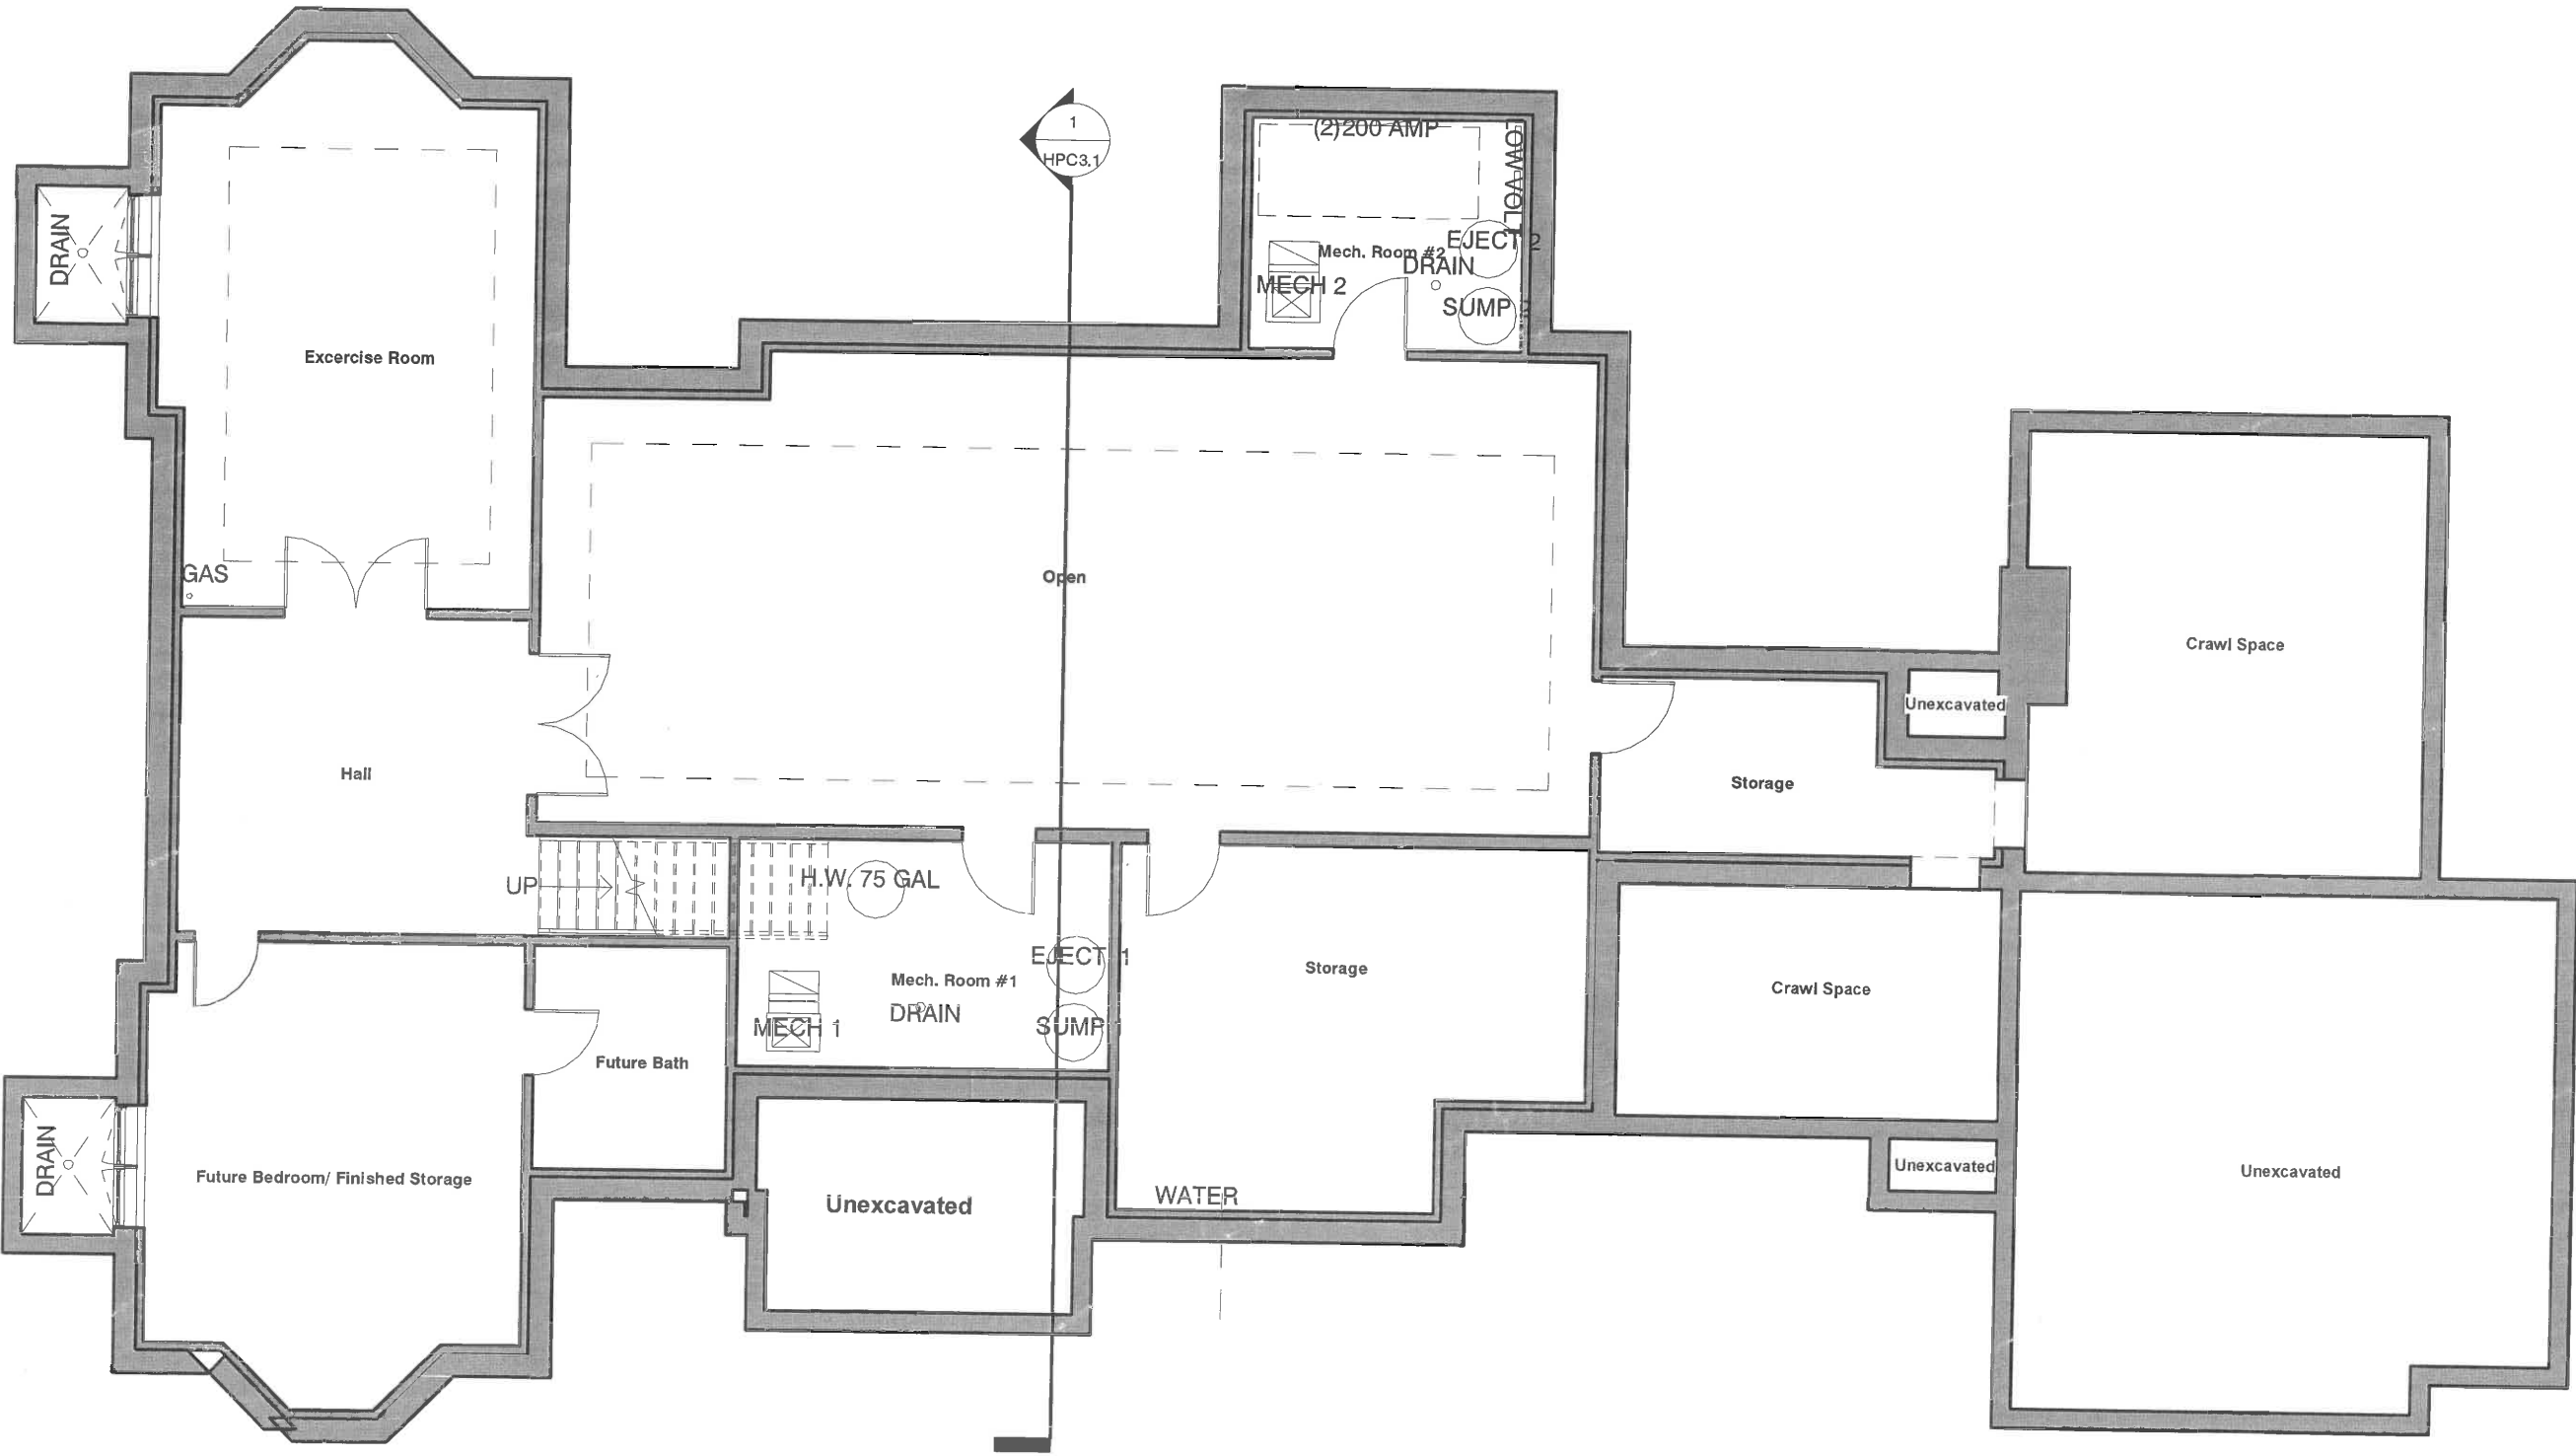 1
HPC3.1
(2)200 AMP
LOW VOLT
DRAIN
Mech. Room #2
EJECT 2
DRAIN
MECH 2
SUMP
Excercise Room
GAS
Open
Crawl Space
Unexcavated
Hall
Storage
UP
H.W. 75 GAL
EJECT 1
Mech. Room #1
DRAIN
MECH 1
SUMP 1
Storage
Crawl Space
Future Bath
DRAIN
Future Bedroom/ Finished Storage
Unexcavated
WATER
Unexcavated
Unexcavated